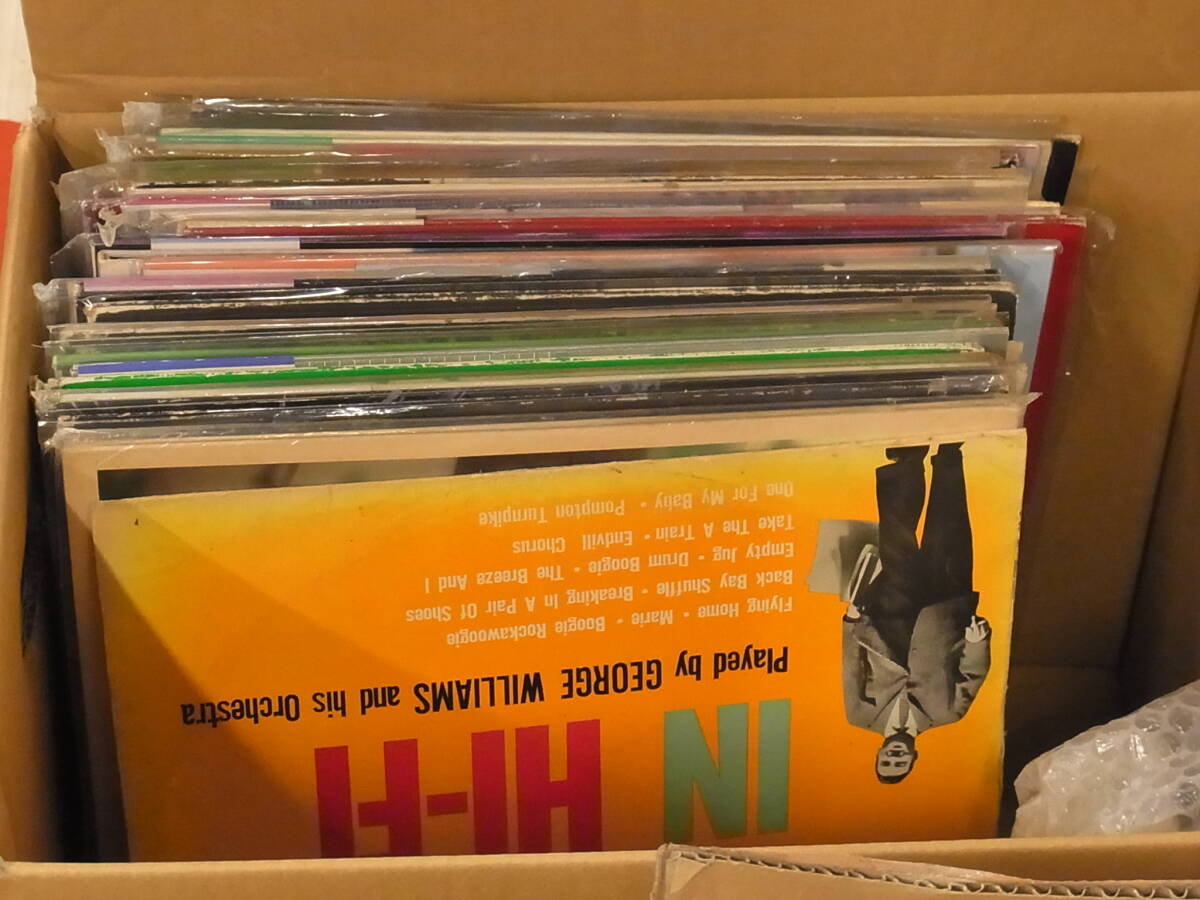 IN HI-FI
Played by GEORGE WILLIAMS and his Orchestra
Flying Home • Marie • Boogie Rockawoogie
Back Bay Shuffle • Breaking In A Pair Of Shoes
Empty Jug • Drum Boogie • The Breeze And I
Take The A Train • Endvill Chorus
One For My Baby • Pompton Turnpike